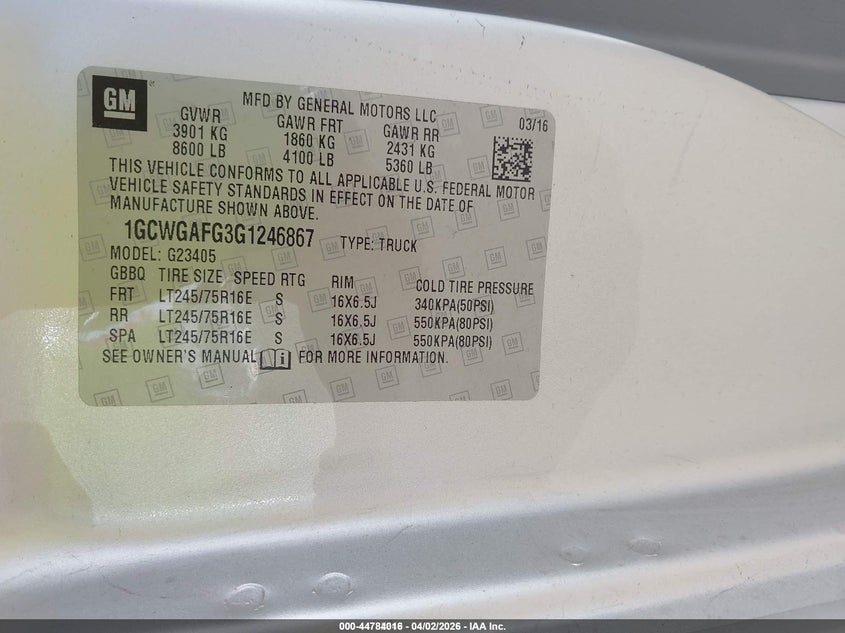 GM
MFD BY GENERAL MOTORS LLC
03/16
GVWR GAWR FRT GAWR RR
3901 KG 1860 KG 2431 KG
8600 LB 4100 LB 5360 LB
THIS VEHICLE CONFORMS TO ALL APPLICABLE U.S. FEDERAL MOTOR
VEHICLE SAFETY STANDARDS IN EFFECT ON THE DATE OF
MANUFACTURE SHOWN ABOVE.
1GCWGAFG3G1246867 TYPE: TRUCK
MODEL: G23405
GBBQ TIRE SIZE SPEED RTG RIM COLD TIRE PRESSURE
FRT LT245/75R16E S 16X6.5J 340KPA(50PSI)
RR LT245/75R16E S 16X6.5J 550KPA(80PSI)
SPA LT245/75R16E S 16X6.5J 550KPA(80PSI)
SEE OWNER'S MANUAL i FOR MORE INFORMATION.
000-44784018 - 04/02/2026 - IAA Inc.